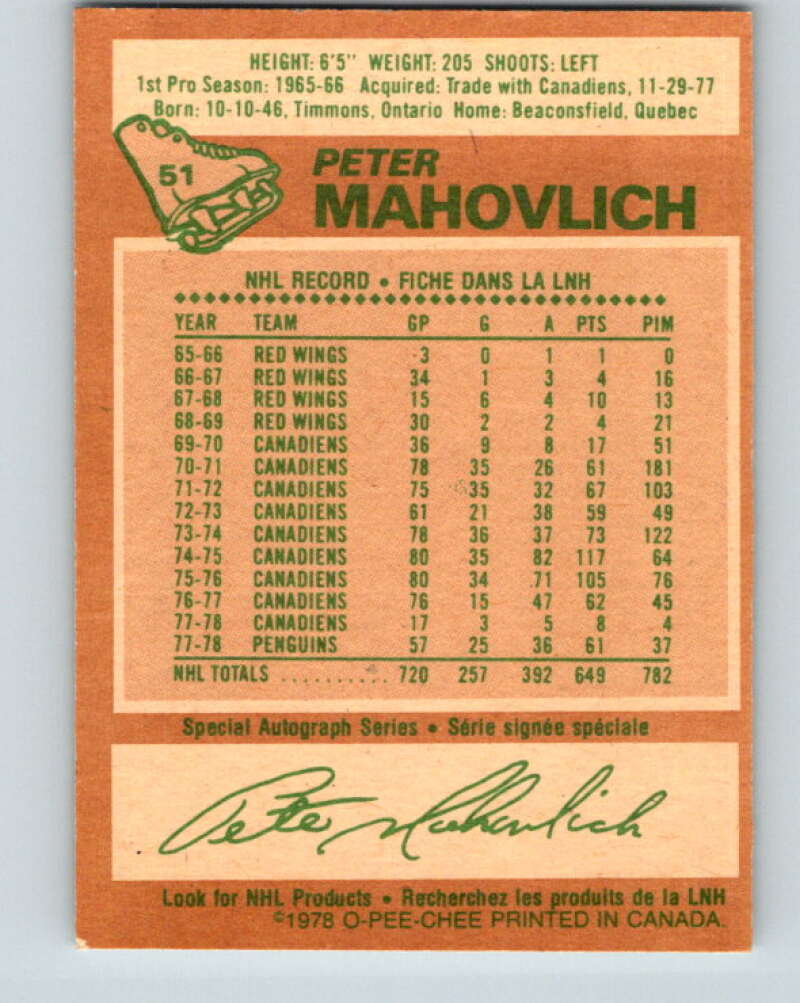 HEIGHT: 6'5" WEIGHT: 205 SHOOTS: LEFT
1st Pro Season: 1965-66 Acquired: Trade with Canadiens, 11-29-77
Born: 10-10-46, Timmons, Ontario Home: Beaconsfield, Quebec
51
PETER
MAHOVLICH
NHL RECORD • FICHE DANS LA LNH
YEAR TEAM GP G A PTS PIM
65-66 RED WINGS 3 0 1 1 0
66-67 RED WINGS 34 1 3 4 16
67-68 RED WINGS 15 6 4 10 13
68-69 RED WINGS 30 2 2 4 21
69-70 CANADIENS 36 9 8 17 51
70-71 CANADIENS 78 35 26 61 181
71-72 CANADIENS 75 35 32 67 103
72-73 CANADIENS 61 21 38 59 49
73-74 CANADIENS 78 36 37 73 122
74-75 CANADIENS 80 35 82 117 64
75-76 CANADIENS 80 34 71 105 76
76-77 CANADIENS 76 15 47 62 45
77-78 CANADIENS 17 3 5 8 4
77-78 PENGUINS 57 25 36 61 37
NHL TOTALS .......... 720 257 392 649 782
Special Autograph Series • Série signée spéciale
Pete Mahovlich
Look for NHL Products • Recherchez les produits de la LNH
©1978 O-PEE-CHEE PRINTED IN CANADA.